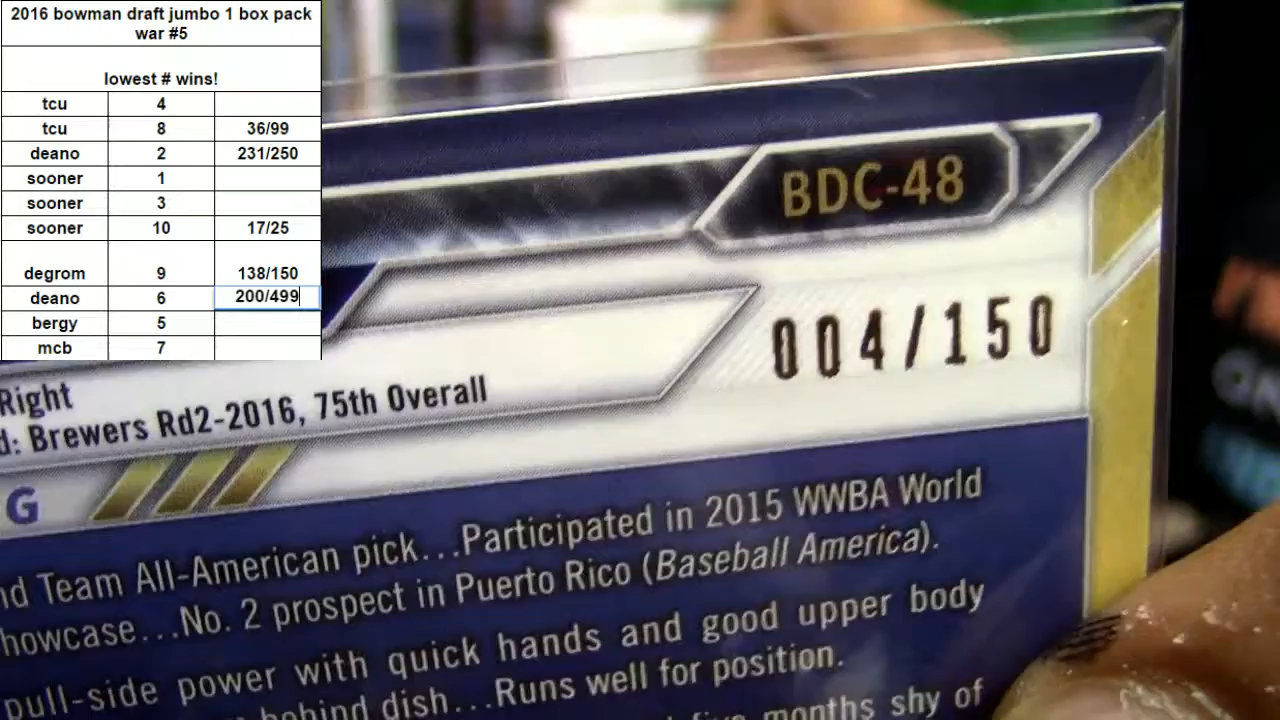 2016 bowman draft jumbo 1 box pack
war #5
lowest # wins!
tcu 4
tcu 8 36/99
deano 2 231/250
sooner 1
sooner 3
sooner 10 17/25
degrom 9 138/150
deano 6 200/499
bergy 5
mcb 7
BDC-48
004/150
Right
d: Brewers Rd2-2016, 75th Overall
G
nd Team All-American pick...Participated in 2015 WWBA World
howcase...No. 2 prospect in Puerto Rico (Baseball America).
pull-side power with quick hands and good upper body
behind dish...Runs well for position.
months shy of